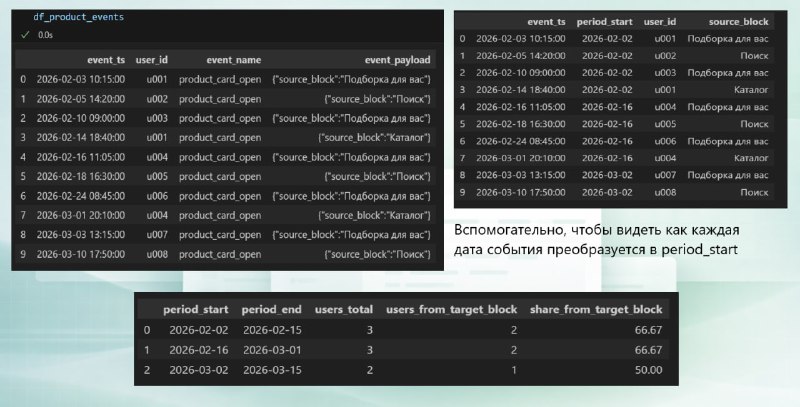 df_product_events
0.0s
event_ts user_id event_name event_payload
0 2026-02-03 10:15:00 u001 product_card_open {"source_block":"Подборка для вас"}
1 2026-02-05 14:20:00 u002 product_card_open {"source_block":"Поиск"}
2 2026-02-10 09:00:00 u003 product_card_open {"source_block":"Подборка для вас"}
3 2026-02-14 18:40:00 u001 product_card_open {"source_block":"Каталог"}
4 2026-02-16 11:05:00 u004 product_card_open {"source_block":"Подборка для вас"}
5 2026-02-18 16:30:00 u005 product_card_open {"source_block":"Поиск"}
6 2026-02-24 08:45:00 u006 product_card_open {"source_block":"Подборка для вас"}
7 2026-03-01 20:10:00 u004 product_card_open {"source_block":"Каталог"}
8 2026-03-03 13:15:00 u007 product_card_open {"source_block":"Подборка для вас"}
9 2026-03-10 17:50:00 u008 product_card_open {"source_block":"Поиск"}
event_ts period_start user_id source_block
0 2026-02-03 10:15:00 2026-02-02 u001 Подборка для вас
1 2026-02-05 14:20:00 2026-02-02 u002 Поиск
2 2026-02-10 09:00:00 2026-02-02 u003 Подборка для вас
3 2026-02-14 18:40:00 2026-02-02 u001 Каталог
4 2026-02-16 11:05:00 2026-02-16 u004 Подборка для вас
5 2026-02-18 16:30:00 2026-02-16 u005 Поиск
6 2026-02-24 08:45:00 2026-02-16 u006 Подборка для вас
7 2026-03-01 20:10:00 2026-02-16 u004 Каталог
8 2026-03-03 13:15:00 2026-03-02 u007 Подборка для вас
9 2026-03-10 17:50:00 2026-03-02 u008 Поиск
Вспомогательно, чтобы видеть как каждая
дата события преобразуется в period_start
period_start period_end users_total users_from_target_block share_from_target_block
0 2026-02-02 2026-02-15 3 2 66.67
1 2026-02-16 2026-03-01 3 2 66.67
2 2026-03-02 2026-03-15 2 1 50.00